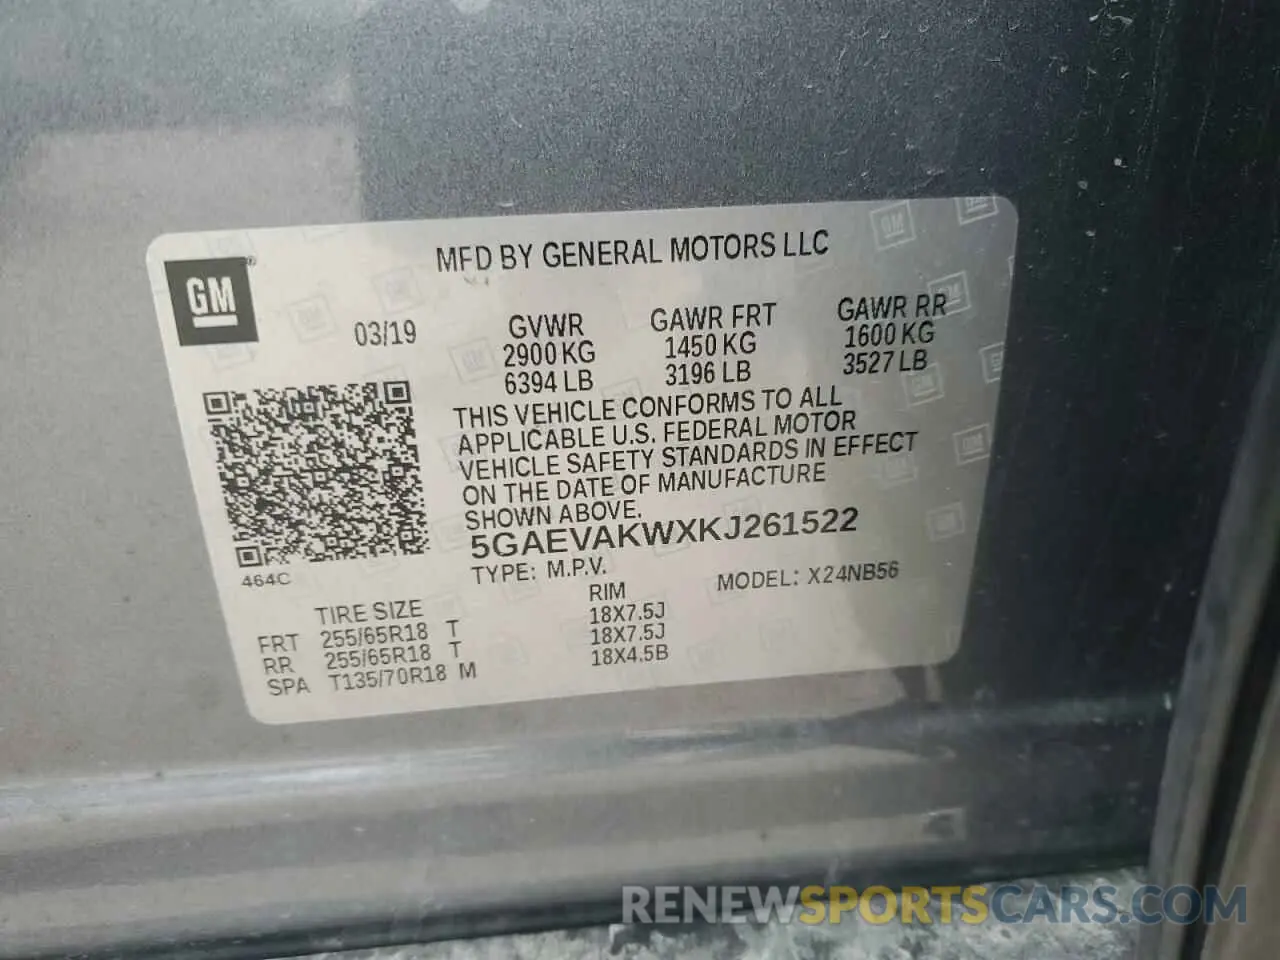 MFD BY GENERAL MOTORS LLC
GM
03/19
GVWR GAWR FRT GAWR RR
2900 KG 1450 KG 1600 KG
6394 LB 3196 LB 3527 LB
THIS VEHICLE CONFORMS TO ALL
APPLICABLE U.S. FEDERAL MOTOR
VEHICLE SAFETY STANDARDS IN EFFECT
ON THE DATE OF MANUFACTURE
SHOWN ABOVE.
5GAEVAKWXKJ261522
464C
TYPE: M.P.V. MODEL: X24NB56
TIRE SIZE RIM
FRT 255/65R18 T 18X7.5J
RR 255/65R18 T 18X7.5J
SPA T135/70R18 M 18X4.5B
RENEWSPORTSCARS.COM